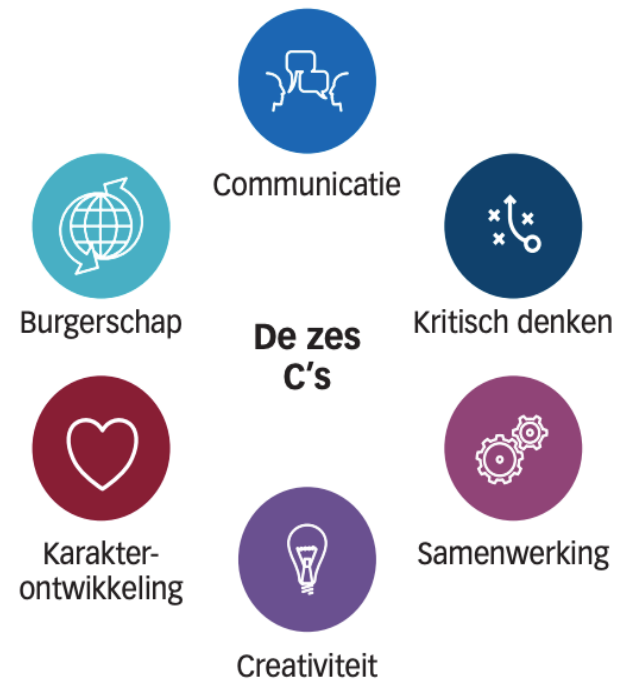 Communicatie
Burgerschap
Kritisch denken
De zes
C's
Karakter-
ontwikkeling
Samenwerking
Creativiteit